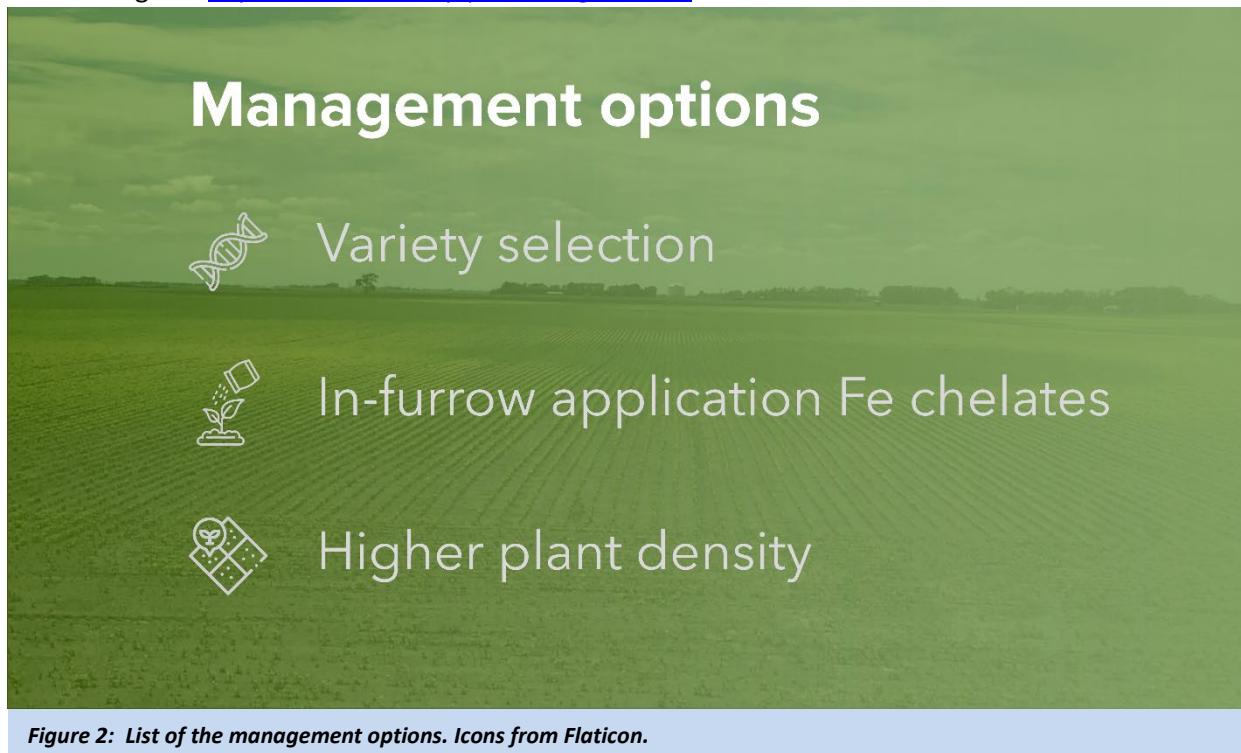 Management options
Variety selection
In-furrow application Fe chelates
Higher plant density
Figure 2: List of the management options. Icons from Flaticon.